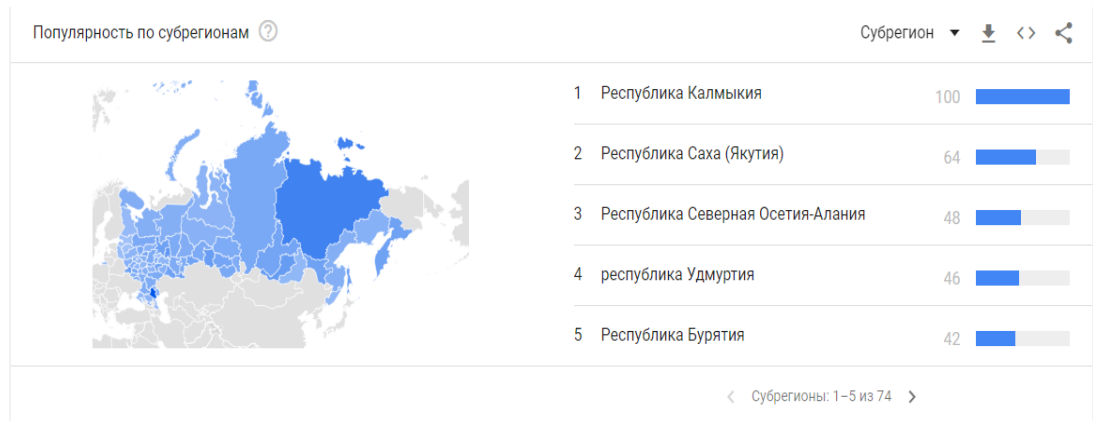 Популярность по субрегионам ?
Субрегион
1 Республика Калмыкия 100
2 Республика Саха (Якутия) 64
3 Республика Северная Осетия-Алания 48
4 республика Удмуртия 46
5 Республика Бурятия 42
Субрегионы: 1–5 из 74